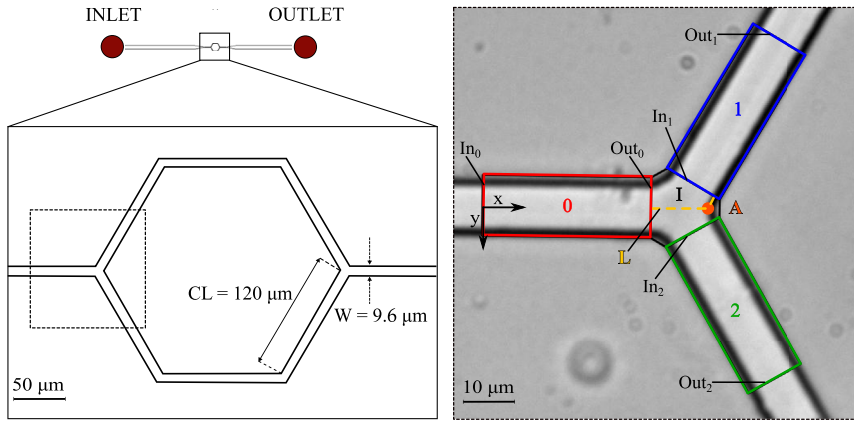 INLET
OUTLET
CL = 120 μm
W = 9.6 μm
50 μm
Out₁
1
In₁
In₀
Out₀
I
x
0
A
y
L
In₂
2
Out₂
10 μm